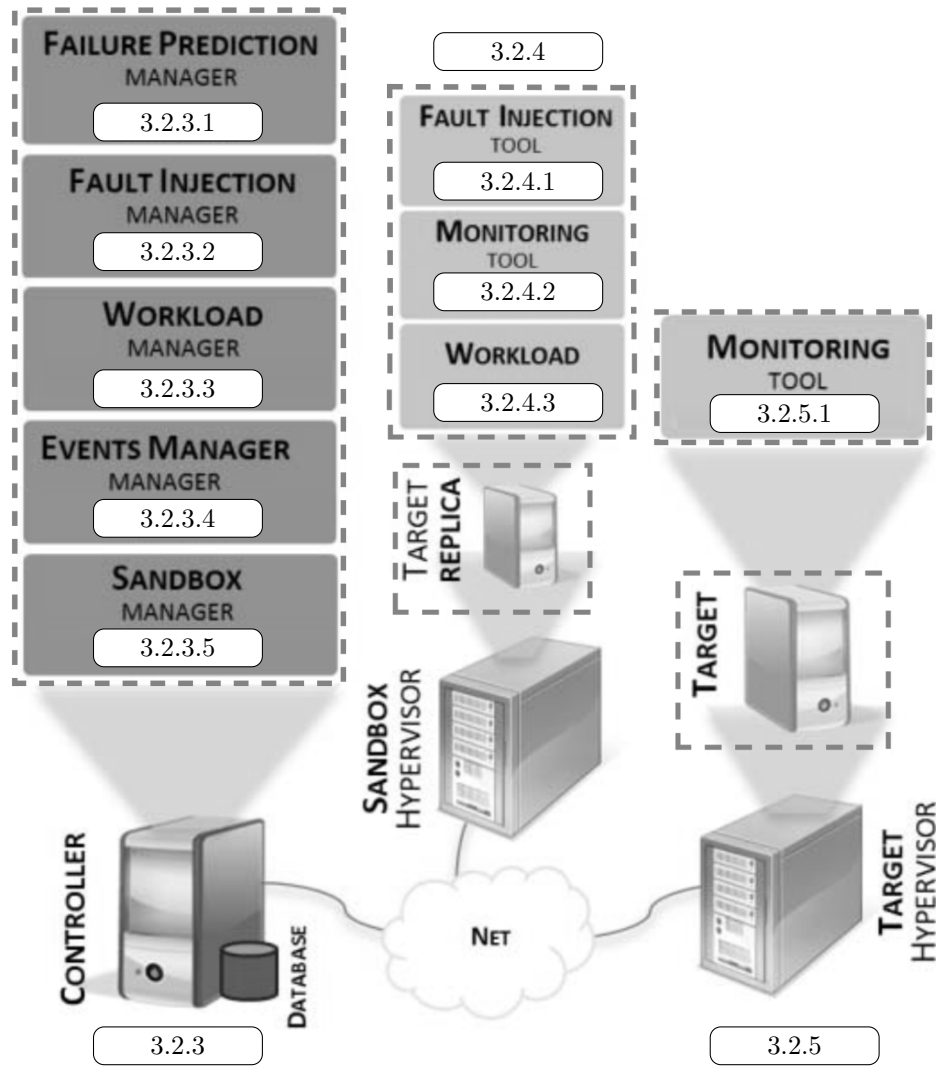 FAILURE PREDICTION
MANAGER
3.2.3.1
FAULT INJECTION
MANAGER
3.2.3.2
WORKLOAD
MANAGER
3.2.3.3
EVENTS MANAGER
MANAGER
3.2.3.4
SANDBOX
MANAGER
3.2.3.5
CONTROLLER
DATABASE
3.2.3
3.2.4
FAULT INJECTION
TOOL
3.2.4.1
MONITORING
TOOL
3.2.4.2
WORKLOAD
3.2.4.3
TARGET
REPLICA
SANDBOX
HYPERVISOR
NET
MONITORING
TOOL
3.2.5.1
TARGET
TARGET
HYPERVISOR
3.2.5